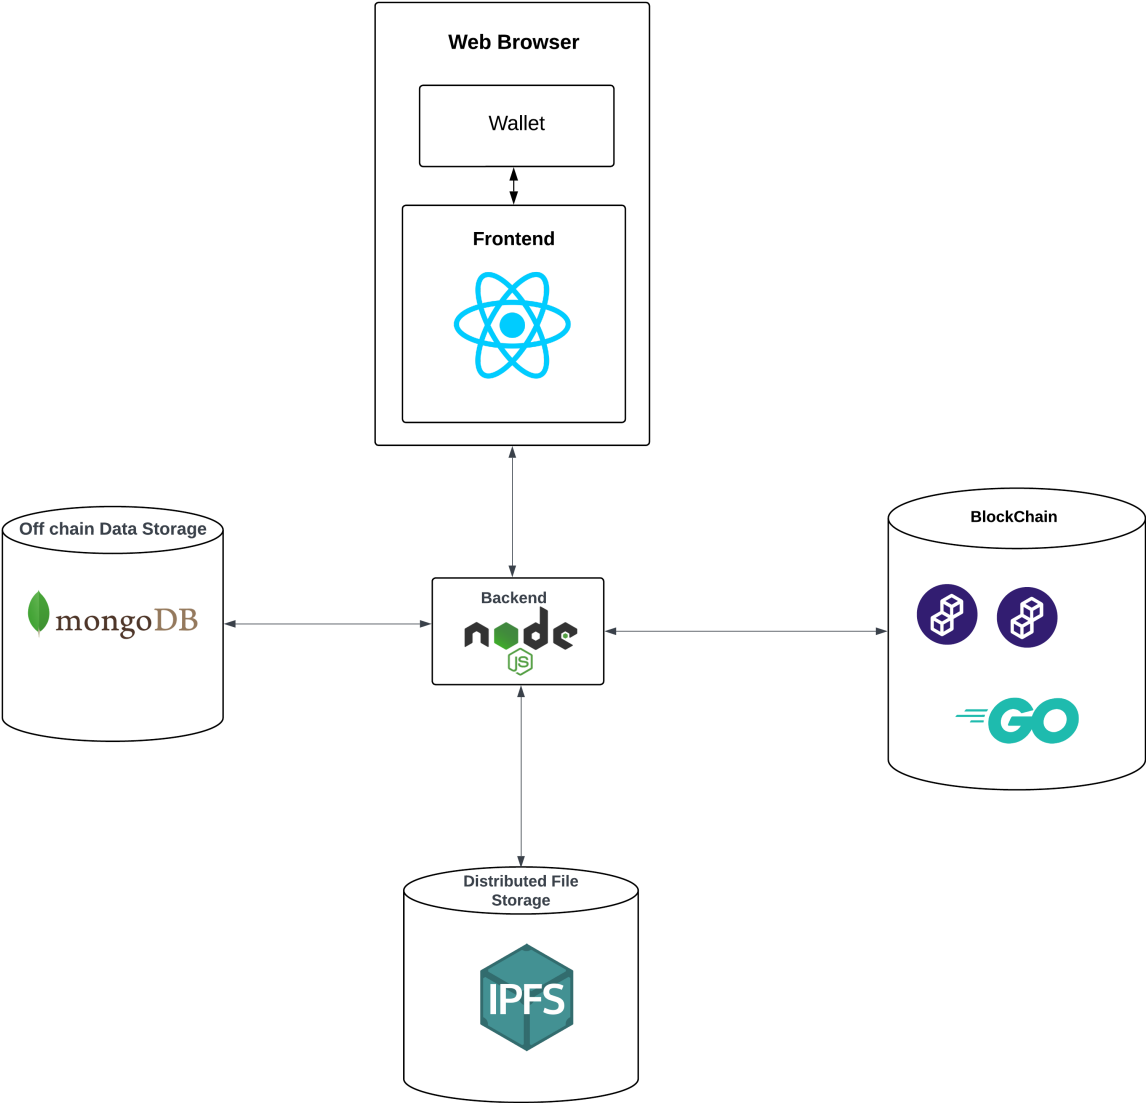 Web Browser
Wallet
Frontend
Off chain Data Storage
mongoDB
BlockChain
GO
Backend
node
JS
Distributed File
Storage
IPFS